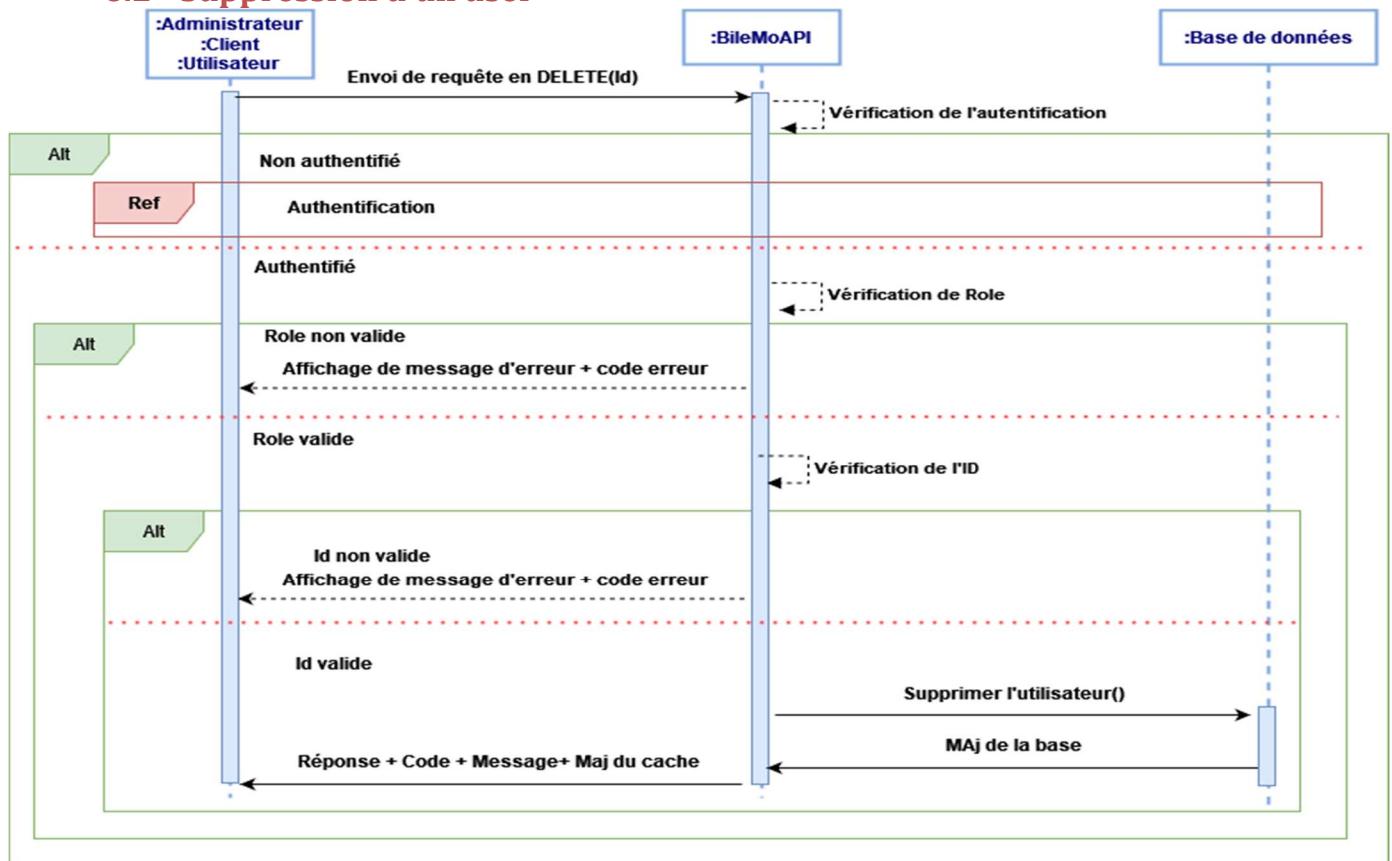 Suppression d'un user
:Administrateur
:Client
:Utilisateur
:BileMoAPI
:Base de données
Envoi de requête en DELETE(Id)
Vérification de l'autentification
Alt
Non authentifié
Ref
Authentification
Authentifié
Vérification de Role
Alt
Role non valide
Affichage de message d'erreur + code erreur
Role valide
Vérification de l'ID
Alt
Id non valide
Affichage de message d'erreur + code erreur
Id valide
Supprimer l'utilisateur()
MAj de la base
Réponse + Code + Message+ Maj du cache